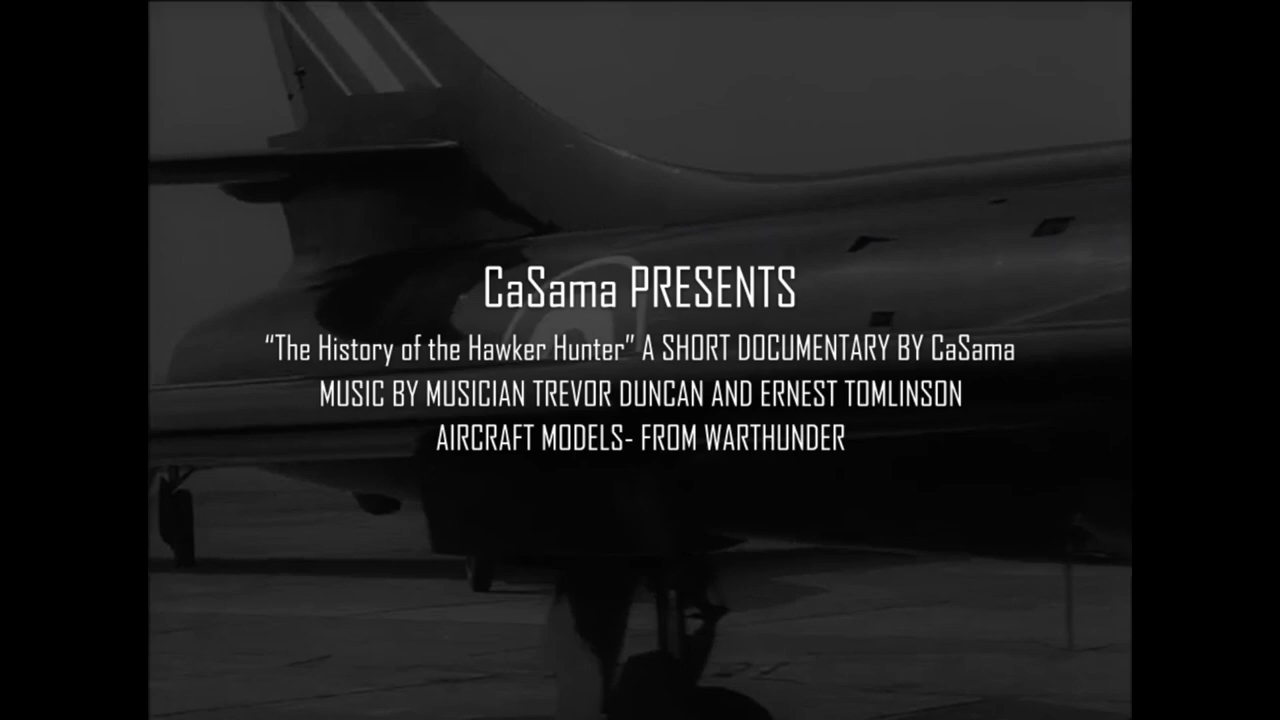 CaSama PRESENTS
“The History of the Hawker Hunter” A SHORT DOCUMENTARY BY CaSama
MUSIC BY MUSICIAN TREVOR DUNCAN AND ERNEST TOMLINSON
AIRCRAFT MODELS- FROM WARTHUNDER